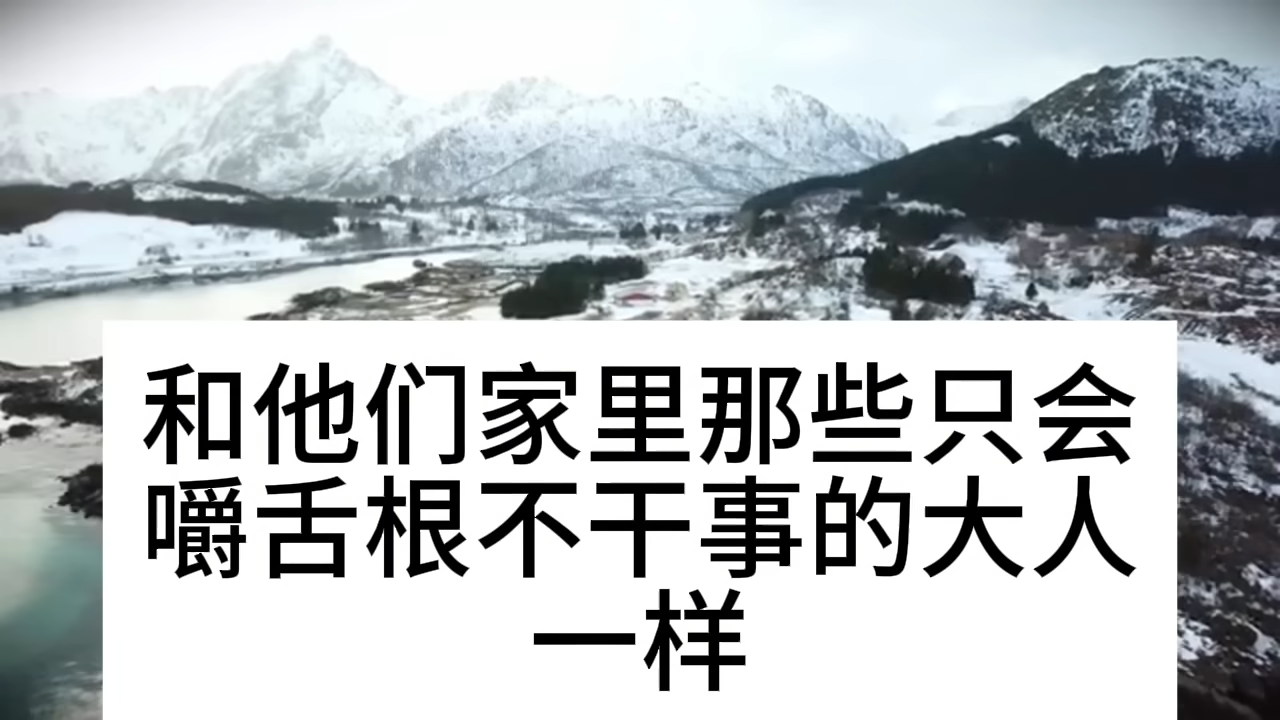 和他们家里那些只会
嚼舌根不干事的大人
一样